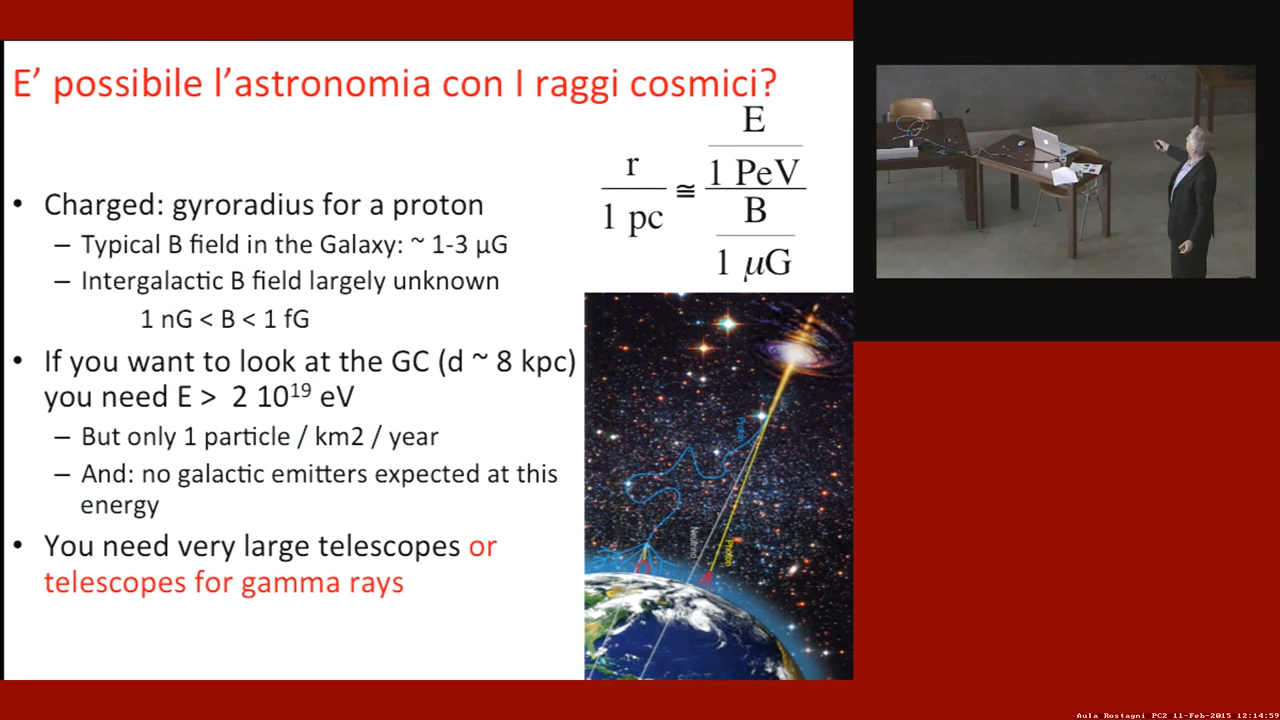 E' possibile l'astronomia con I raggi cosmici?
r
1 pc
≅
E
1 PeV
B
1 μG
• Charged: gyroradius for a proton
– Typical B field in the Galaxy: ~ 1-3 μG
– Intergalactic B field largely unknown
1 nG < B < 1 fG
• If you want to look at the GC (d ~ 8 kpc)
you need E > 2 10¹⁹ eV
– But only 1 particle / km2 / year
– And: no galactic emitters expected at this
energy
• You need very large telescopes or
telescopes for gamma rays
Proton
Neutrino
Photon
Aula Rostagni PC2 11-Feb-2015 12:14:59